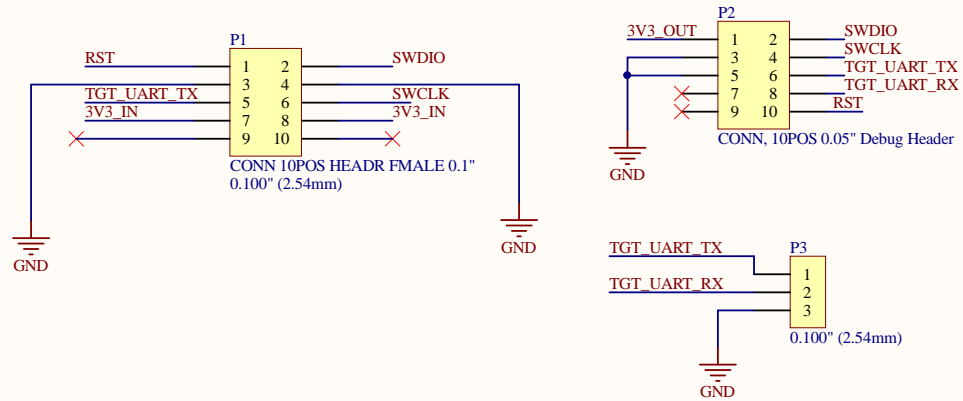 P1
RST 1 2 SWDIO
3 4
TGT_UART_TX 5 6 SWCLK
3V3_IN 7 8 3V3_IN
9 10
CONN 10POS HEADR FMALE 0.1"
0.100" (2.54mm)
GND
GND
P2
3V3_OUT 1 2 SWDIO
3 4 SWCLK
5 6 TGT_UART_TX
7 8 TGT_UART_RX
9 10 RST
CONN, 10POS 0.05" Debug Header
GND
P3
TGT_UART_TX 1
TGT_UART_RX 2
3
0.100" (2.54mm)
GND